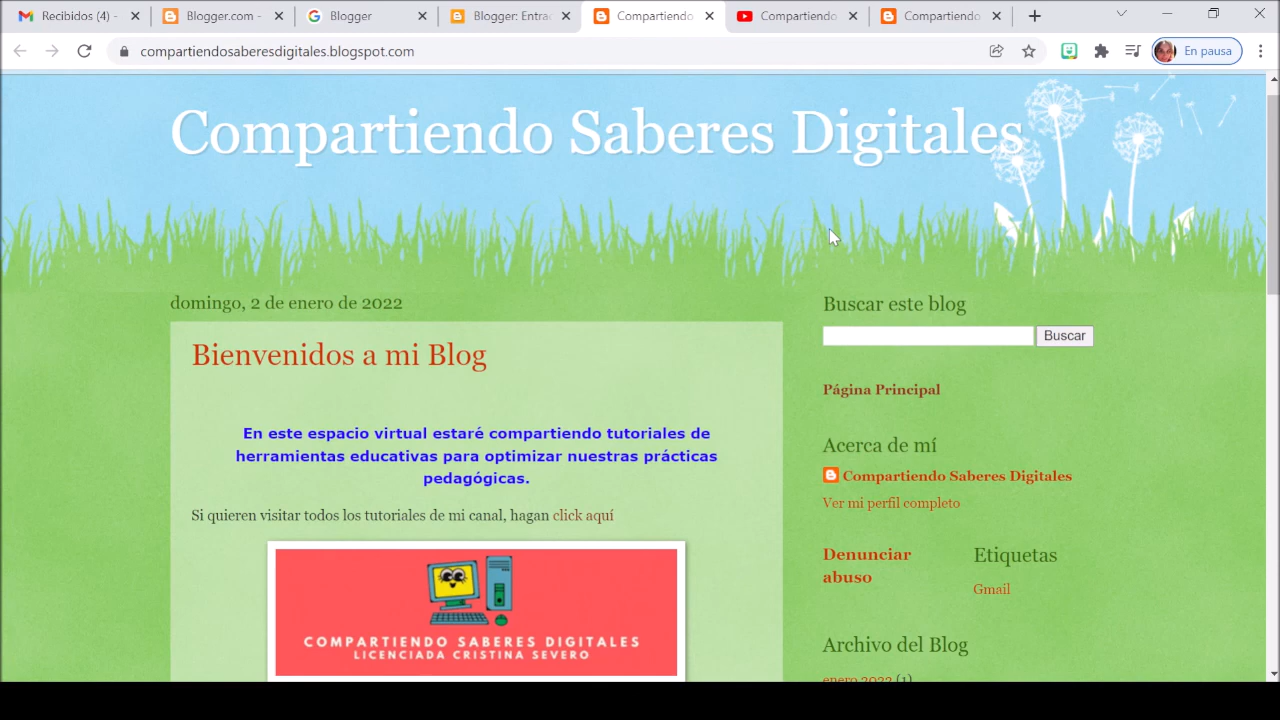 Recibidos (4) -
Blogger.com -
Blogger
Blogger: Entrac
Compartiendo
Compartiendo
Compartiendo
compartiendosaberesdigitales.blogspot.com
En pausa
Compartiendo Saberes Digitales
domingo, 2 de enero de 2022
Bienvenidos a mi Blog
En este espacio virtual estaré compartiendo tutoriales de
herramientas educativas para optimizar nuestras prácticas
pedagógicas.
Si quieren visitar todos los tutoriales de mi canal, hagan click aquí
COMPARTIENDO SABERES DIGITALES
LICENCIADA CRISTINA SEVERO
Buscar este blog
Buscar
Página Principal
Acerca de mí
Compartiendo Saberes Digitales
Ver mi perfil completo
Denunciar
abuso
Etiquetas
Gmail
Archivo del Blog
enero 2022 (1)